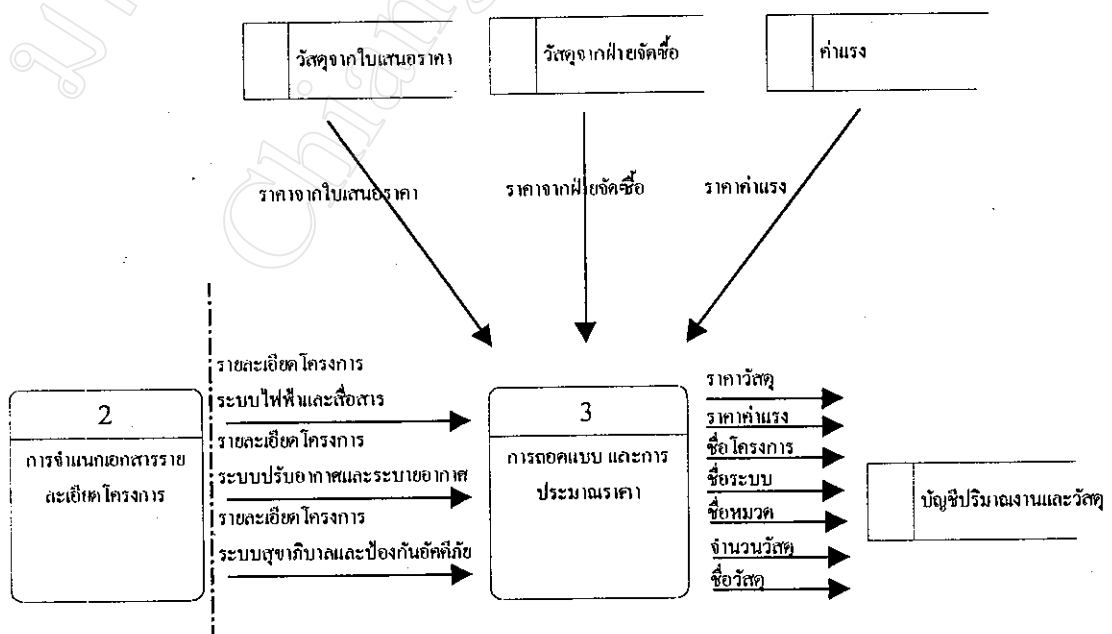 วัสดุจากใบเสนอราคา
วัสดุจากฝ่ายจัดซื้อ
ค่าแรง
ราคาจากใบเสนอราคา
ราคาจากฝ่ายจัดซื้อ
ราคาค่าแรง
2
การจำแนกเอกสารราย
ละเอียดโครงการ
รายละเอียดโครงการ
ระบบไฟฟ้าและสื่อสาร
รายละเอียดโครงการ
ระบบปรับอากาศและระบายอากาศ
รายละเอียดโครงการ
ระบบสุขาภิบาลและป้องกันอัคคีภัย
3
การถอดแบบ และการ
ประมาณราคา
ราคาวัสดุ
ราคาค่าแรง
ชื่อโครงการ
ชื่อระบบ
ชื่อหมวด
จำนวนวัสดุ
ชื่อวัสดุ
บัญชีปริมาณงานและวัสดุ
Chiang